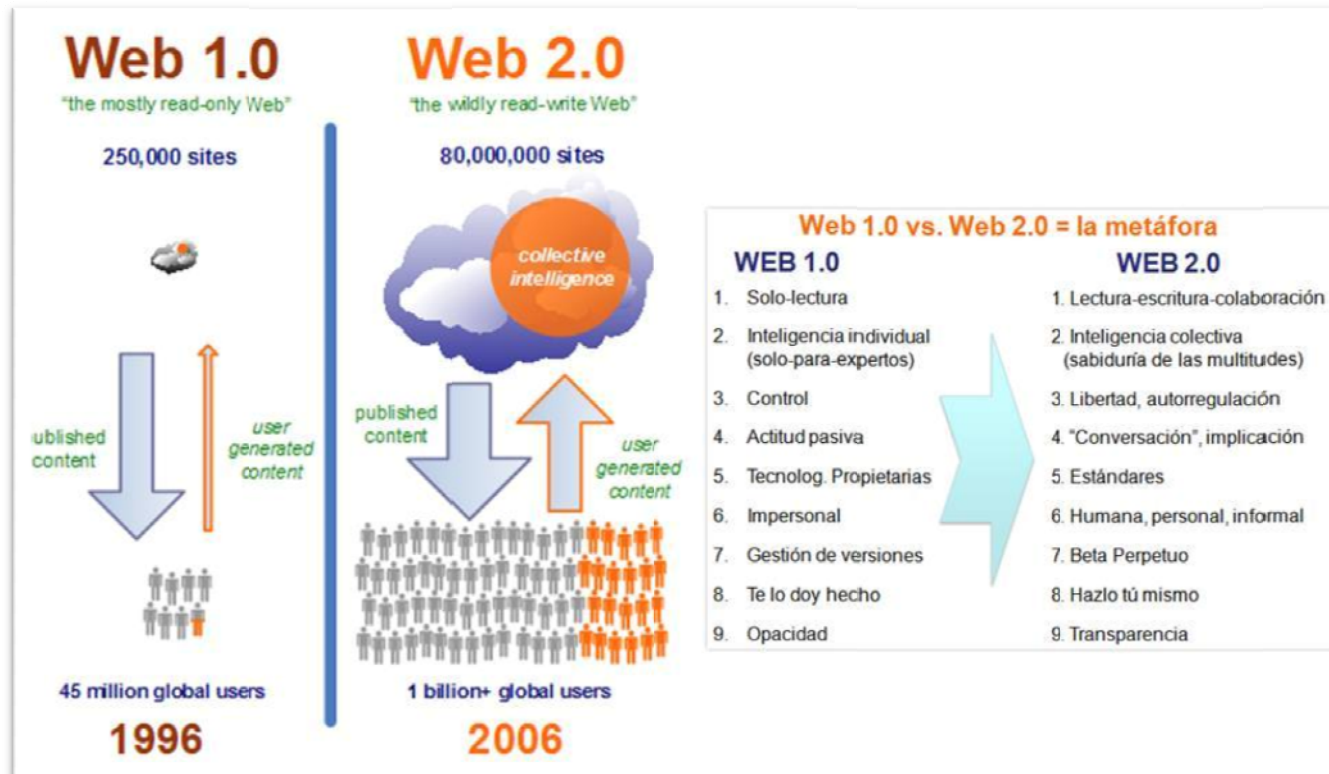 Web 1.0
"the mostly read-only Web"
250,000 sites
ublished
content
user
generated
content
45 million global users
1996
Web 2.0
"the wildly read-write Web"
80,000,000 sites
collective
intelligence
published
content
user
generated
content
1 billion+ global users
2006
Web 1.0 vs. Web 2.0 = la metáfora
WEB 1.0
1. Solo-lectura
2. Inteligencia individual
(solo-para-expertos)
3. Control
4. Actitud pasiva
5. Tecnolog. Propietarias
6. Impersonal
7. Gestión de versiones
8. Te lo doy hecho
9. Opacidad
WEB 2.0
1. Lectura-escritura-colaboración
2. Inteligencia colectiva
(sabiduría de las multitudes)
3. Libertad, autorregulación
4. "Conversación", implicación
5. Estándares
6. Humana, personal, informal
7. Beta Perpetuo
8. Hazlo tú mismo
9. Transparencia